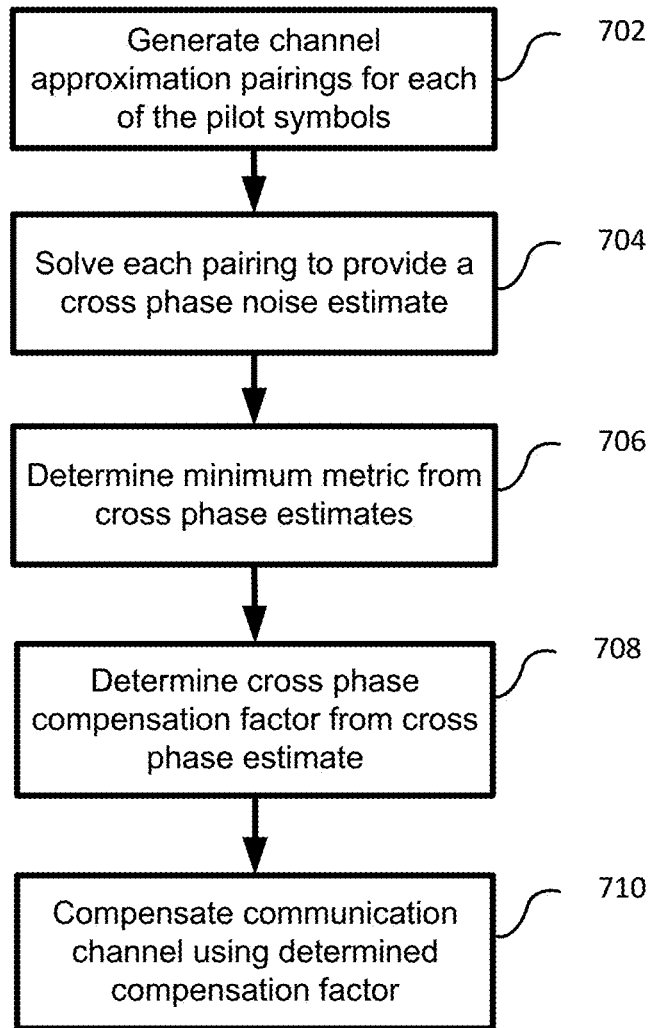 Generate channel
approximation pairings for each
of the pilot symbols
702
Solve each pairing to provide a
cross phase noise estimate
704
Determine minimum metric from
cross phase estimates
706
Determine cross phase
compensation factor from cross
phase estimate
708
Compensate communication
channel using determined
compensation factor
710